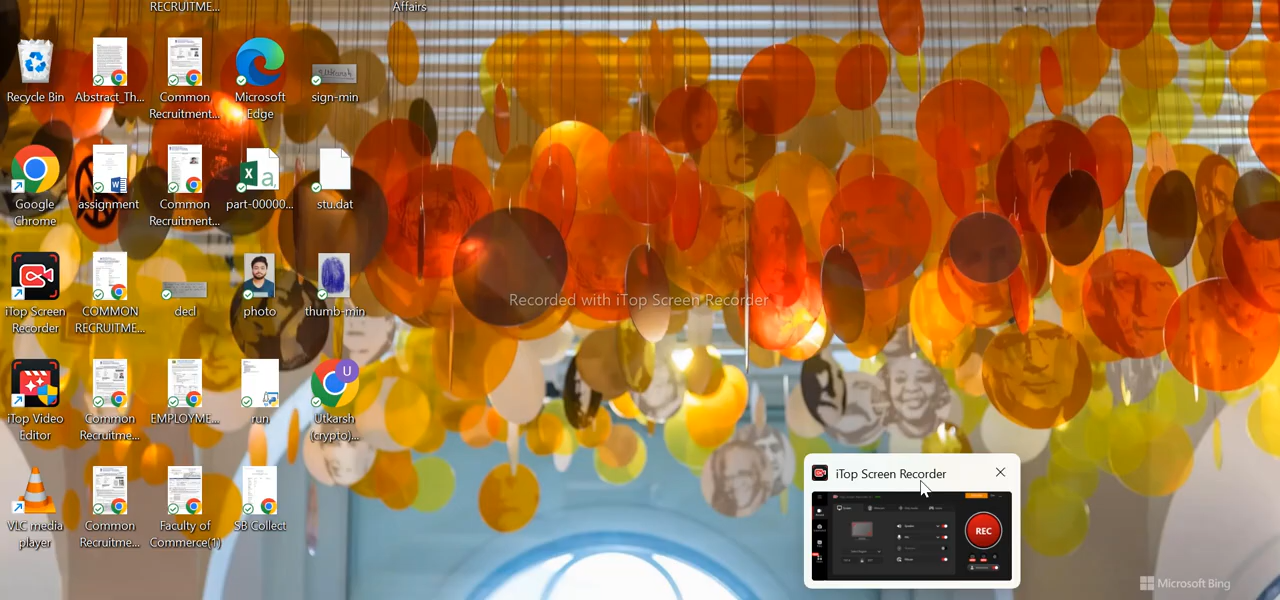 RECRUITME...
Affairs
Recycle Bin
Abstract_Th...
Common
Recruitment...
Microsoft
Edge
sign-min
Google
Chrome
assignment
Common
Recruitment...
part-00000...
stu.dat
iTop Screen
Recorder
COMMON
RECRUITME...
decl
photo
thumb-min
iTop Video
Editor
Common
Recruitme...
EMPLOYME...
run
U
Utkarsh
(crypto)...
VLC media
player
Common
Recruitme...
Faculty of
Commerce(1)
SB Collect
Recorded with iTop Screen Recorder
iTop Screen Recorder
REC
Microsoft Bing